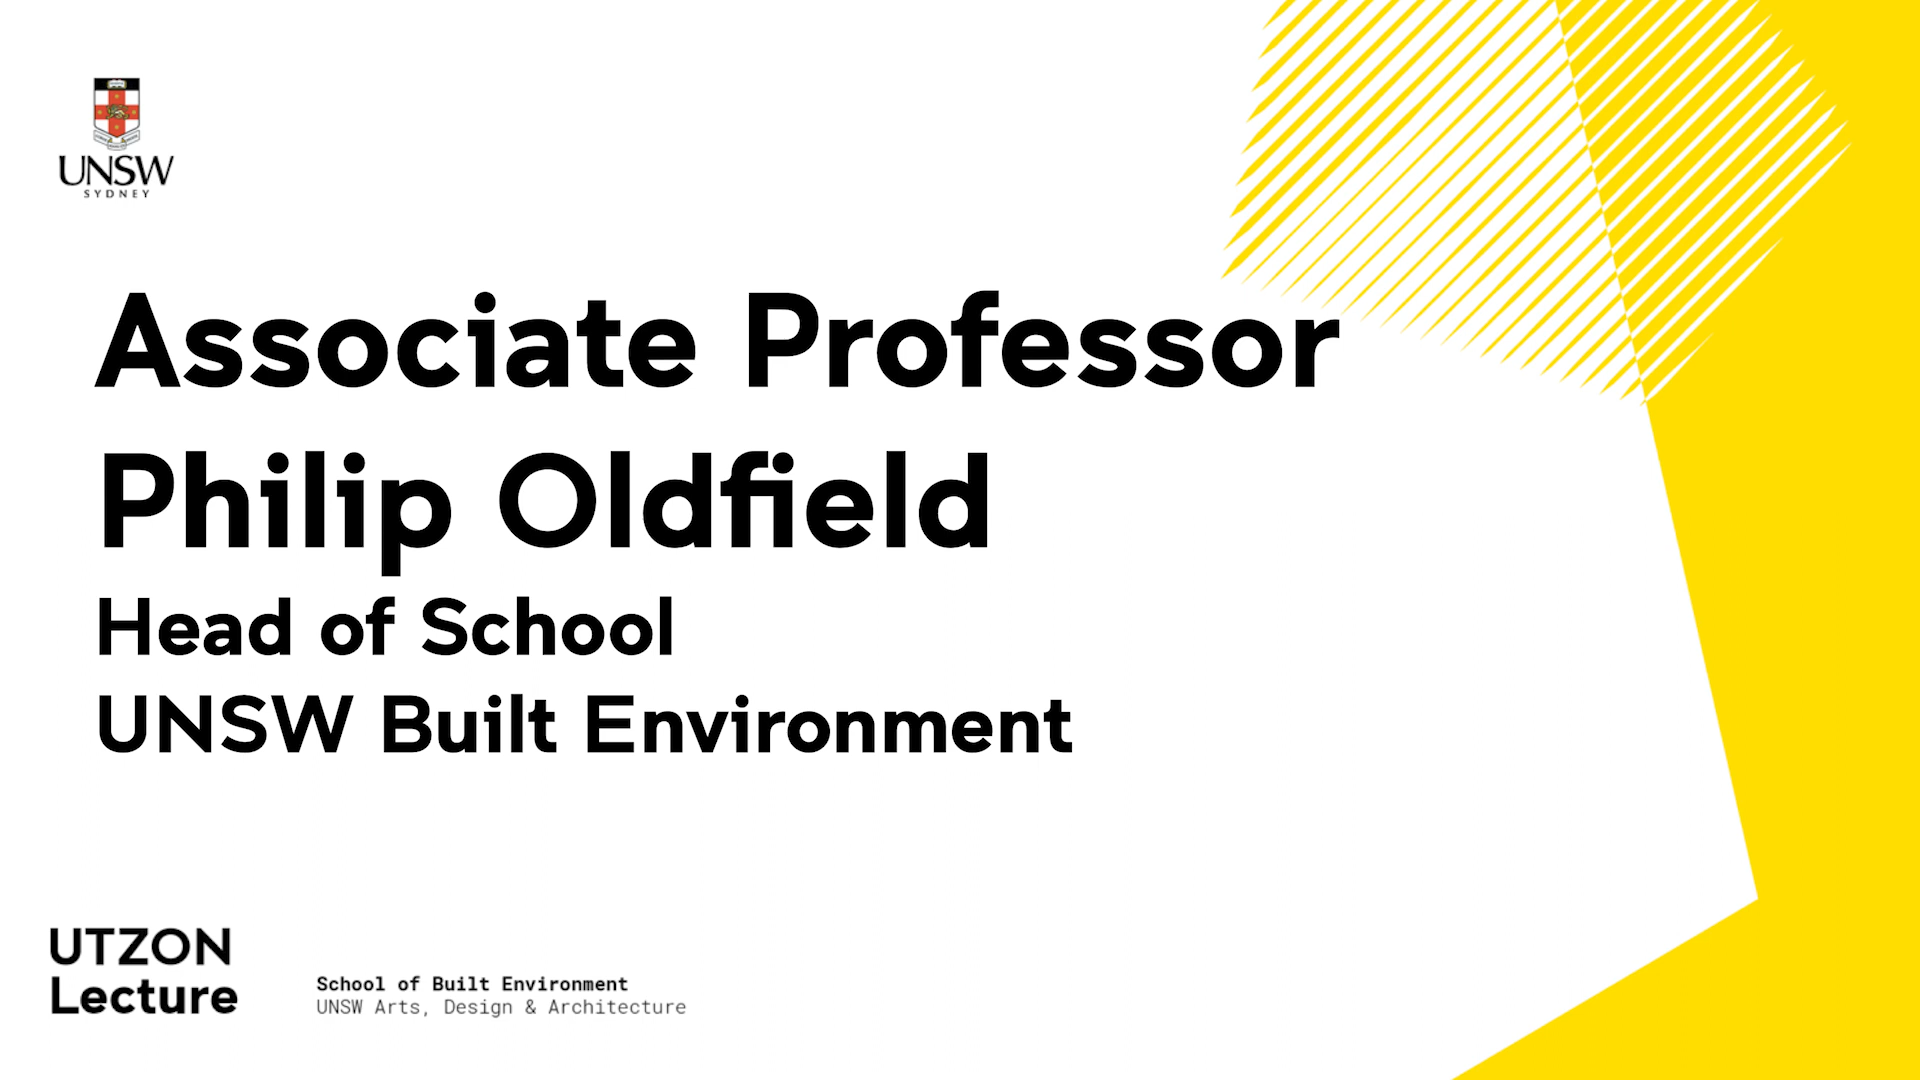 UNSW
SYDNEY
Associate Professor
Philip Oldfield
Head of School
UNSW Built Environment
UTZON
Lecture
School of Built Environment
UNSW Arts, Design & Architecture